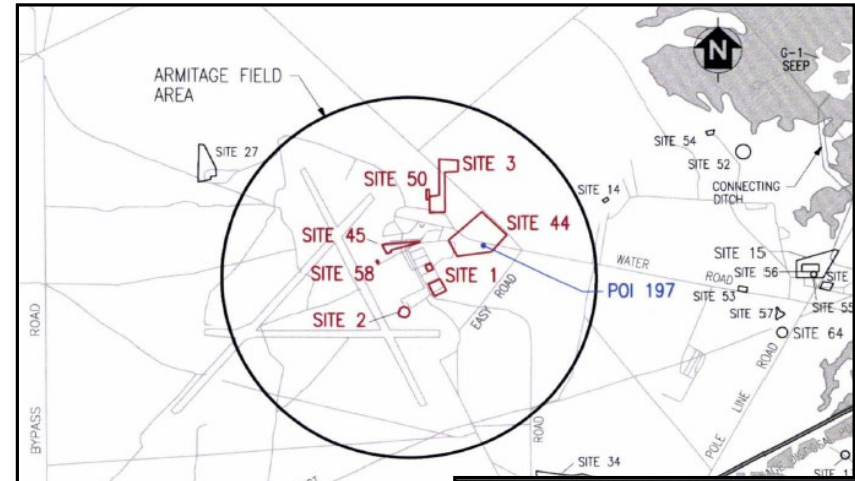 N
G-1
SEEP
ARMITAGE FIELD
AREA
SITE 54
SITE 52
SITE 27
SITE 3
SITE 50
CONNECTING
DITCH
SITE 14
SITE 44
SITE 45
SITE 15
WATER
ROAD
SITE 56
SITE
SITE 58
SITE 1
POI 197
SITE 53
SITE 55
EASY ROAD
SITE 57
SITE 2
SITE 64
BYPASS ROAD
POLE LINE ROAD
ROAD
SITE 34